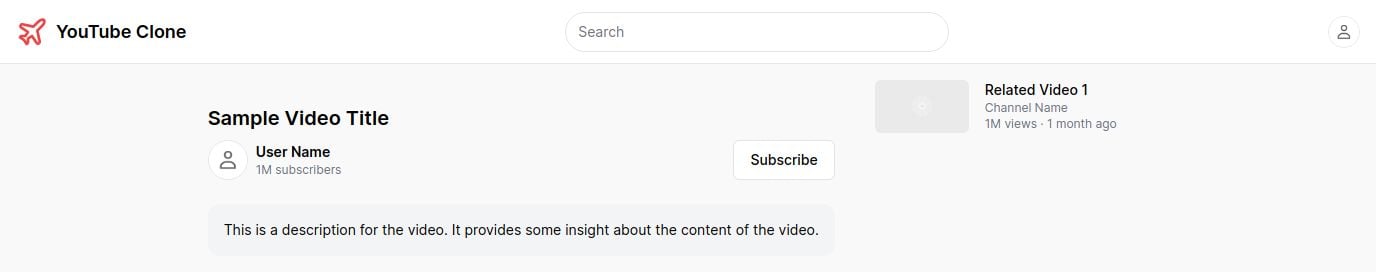 YouTube Clone
Search
Sample Video Title
User Name
1M subscribers
Subscribe
This is a description for the video. It provides some insight about the content of the video.
Related Video 1
Channel Name
1M views · 1 month ago